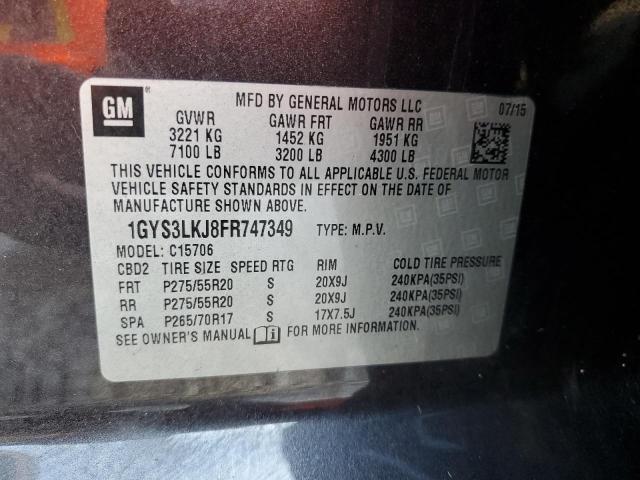 GM
MFD BY GENERAL MOTORS LLC 07/15
GVWR GAWR FRT GAWR RR
3221 KG 1452 KG 1951 KG
7100 LB 3200 LB 4300 LB
THIS VEHICLE CONFORMS TO ALL APPLICABLE U.S. FEDERAL MOTOR
VEHICLE SAFETY STANDARDS IN EFFECT ON THE DATE OF
MANUFACTURE SHOWN ABOVE.
1GYS3LKJ8FR747349 TYPE: M.P.V.
MODEL: C15706
CBD2 TIRE SIZE SPEED RTG RIM COLD TIRE PRESSURE
FRT P275/55R20 S 20X9J 240KPA(35PSI)
RR P275/55R20 S 20X9J 240KPA(35PSI)
SPA P265/70R17 S 17X7.5J 240KPA(35PSI)
SEE OWNER'S MANUAL FOR MORE INFORMATION.